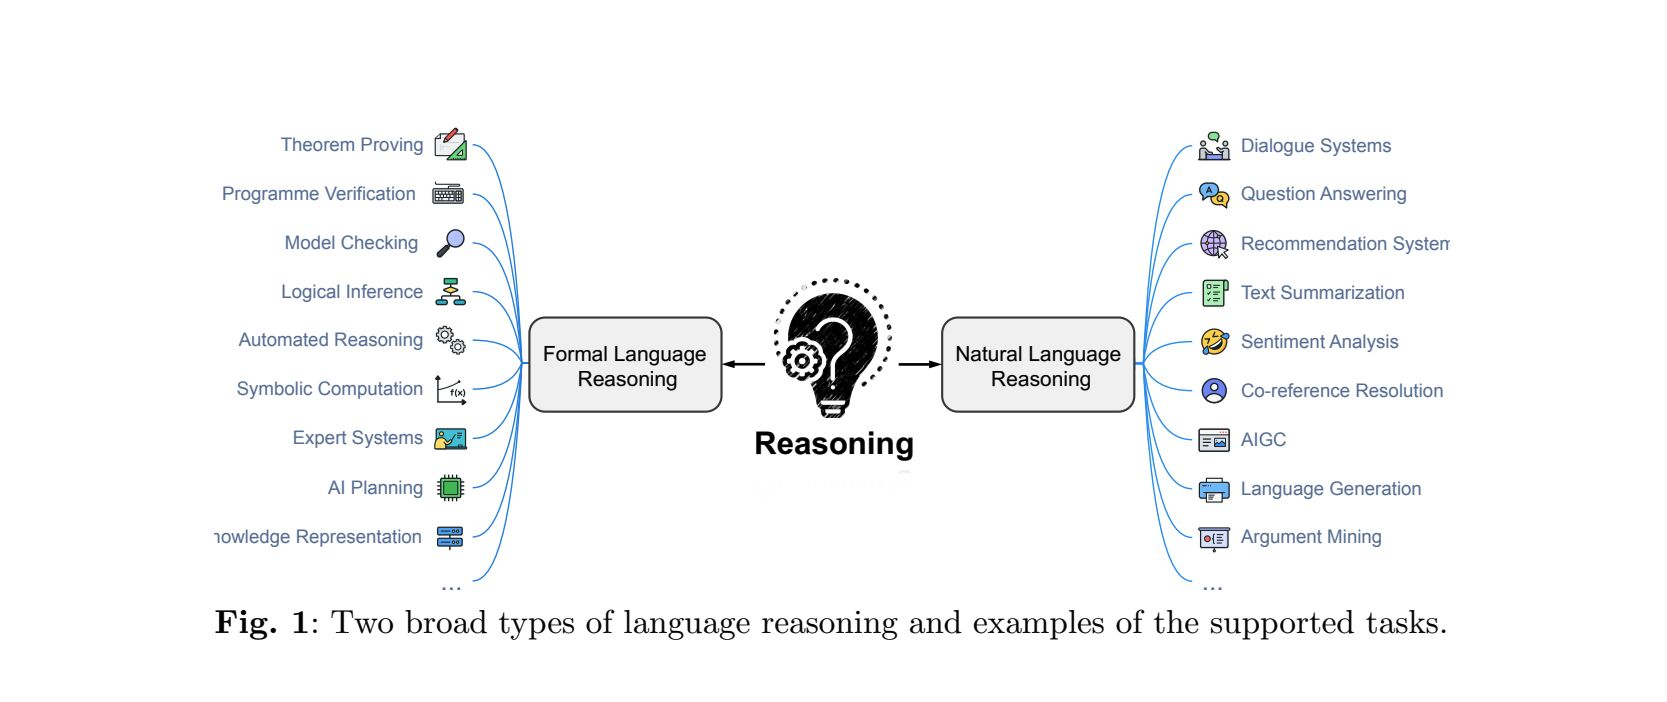 Theorem Proving
Programme Verification
Model Checking
Logical Inference
Automated Reasoning
f(x)
Symbolic Computation
Expert Systems
AI Planning
nowledge Representation
...
Formal Language
Reasoning
Reasoning
Natural Language
Reasoning
Dialogue Systems
A
Q
Question Answering
Recommendation System
Text Summarization
Sentiment Analysis
Co-reference Resolution
AIGC
Language Generation
Argument Mining
...
Fig. 1: Two broad types of language reasoning and examples of the supported tasks.